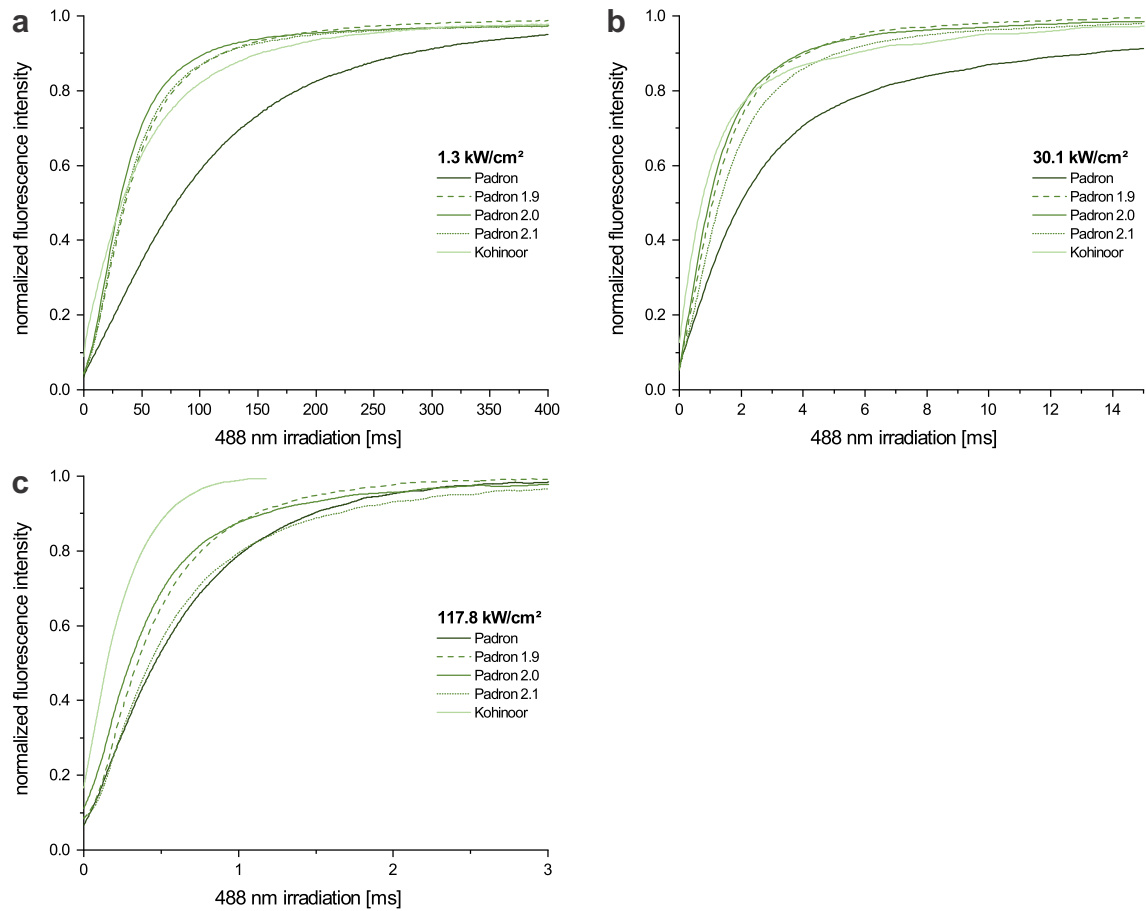 a
normalized fluorescence intensity
1.0
0.8
0.6
0.4
0.2
0.0
0 50 100 150 200 250 300 350 400
488 nm irradiation [ms]
1.3 kW/cm²
Padron
Padron 1.9
Padron 2.0
Padron 2.1
Kohinoor
b
normalized fluorescence intensity
1.0
0.8
0.6
0.4
0.2
0.0
0 2 4 6 8 10 12 14
488 nm irradiation [ms]
30.1 kW/cm²
Padron
Padron 1.9
Padron 2.0
Padron 2.1
Kohinoor
c
normalized fluorescence intensity
1.0
0.8
0.6
0.4
0.2
0.0
0 1 2 3
488 nm irradiation [ms]
117.8 kW/cm²
Padron
Padron 1.9
Padron 2.0
Padron 2.1
Kohinoor